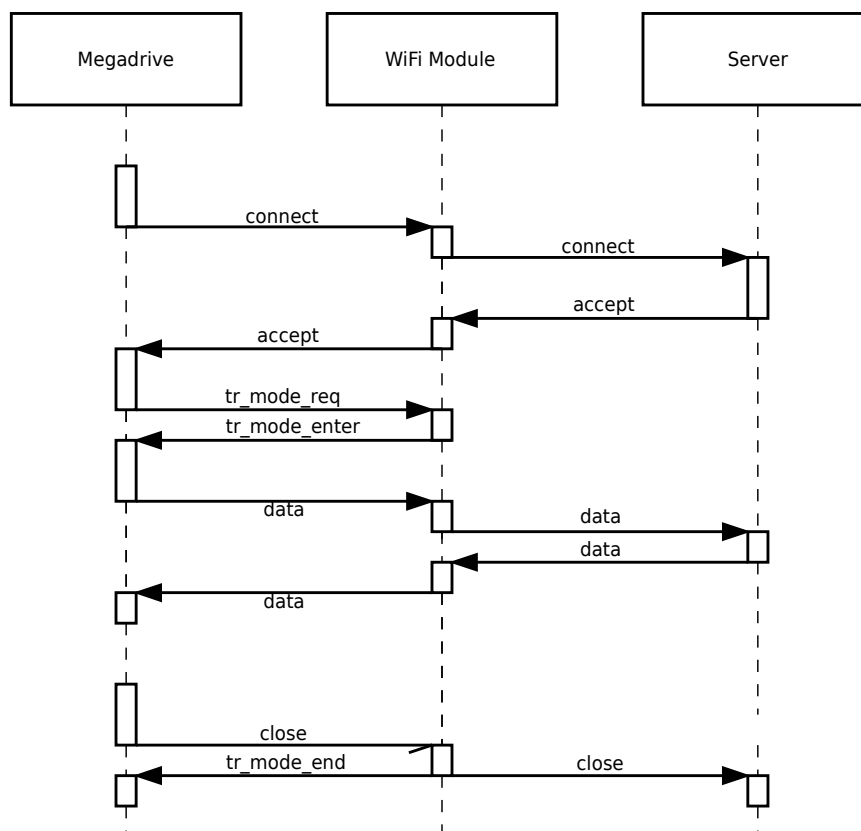 Megadrive
WiFi Module
Server
connect
connect
accept
accept
tr_mode_req
tr_mode_enter
data
data
data
data
close
tr_mode_end
close